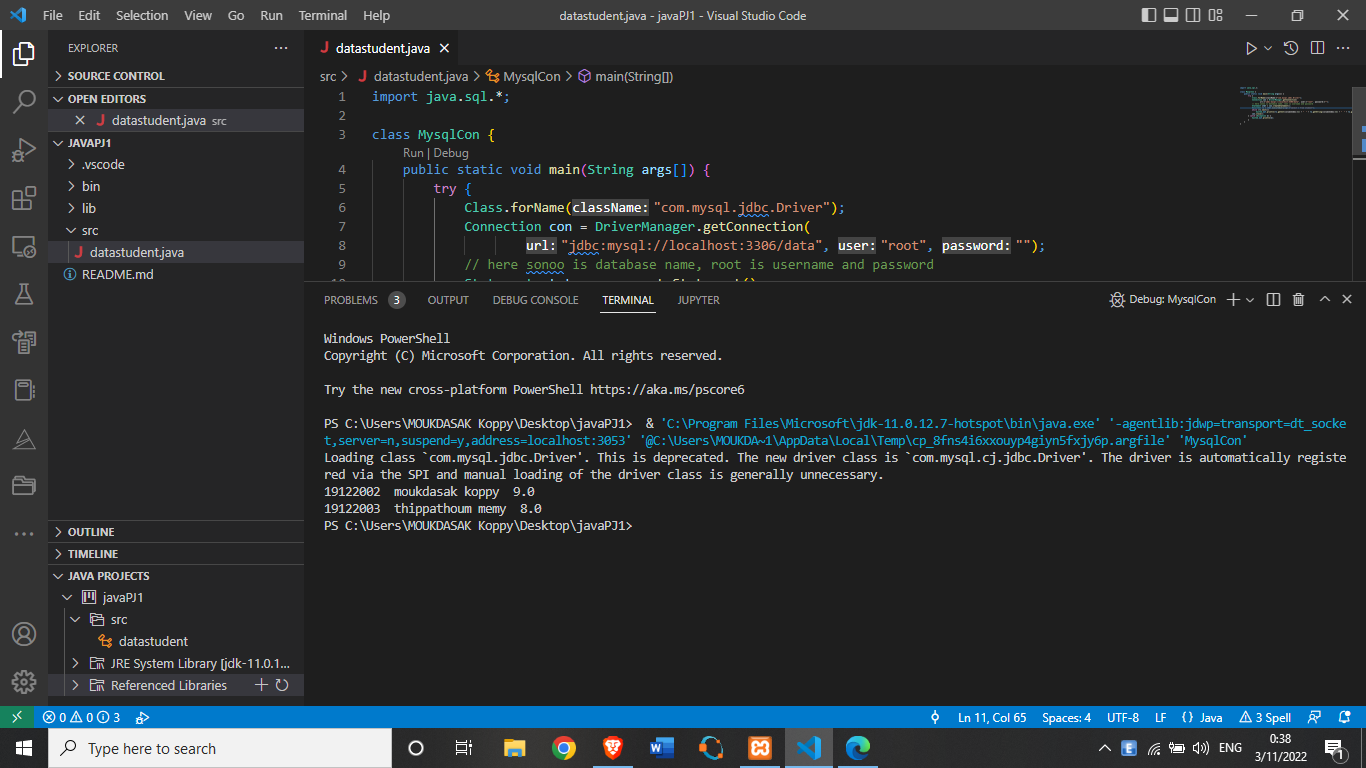 File Edit Selection View Go Run Terminal Help datastudent.java - javaPJ1 - Visual Studio Code
EXPLORER
SOURCE CONTROL
OPEN EDITORS
datastudent.java src
JAVAPJ1
.vscode
bin
lib
src
datastudent.java
README.md
OUTLINE
TIMELINE
JAVA PROJECTS
javaPJ1
src
datastudent
JRE System Library [jdk-11.0.1...
Referenced Libraries
datastudent.java
src > datastudent.java > MysqlCon > main(String[])
1 import java.sql.*;
2
3 class MysqlCon {
Run | Debug
4 public static void main(String args[]) {
5 try {
6 Class.forName(className: "com.mysql.jdbc.Driver");
7 Connection con = DriverManager.getConnection(
8 url: "jdbc:mysql://localhost:3306/data", user: "root", password: "");
9 // here sonoo is database name, root is username and password
PROBLEMS 3 OUTPUT DEBUG CONSOLE TERMINAL JUPYTER Debug: MysqlCon
Windows PowerShell
Copyright (C) Microsoft Corporation. All rights reserved.
Try the new cross-platform PowerShell https://aka.ms/pscore6
PS C:\Users\MOUKDASAK Koppy\Desktop\javaPJ1> & 'C:\Program Files\Microsoft\jdk-11.0.12.7-hotspot\bin\java.exe' '-agentlib:jdwp=transport=dt_socke
t,server=n,suspend=y,address=localhost:3053' '@C:\Users\MOUKDA~1\AppData\Local\Temp\cp_8fns4i6xxouyp4giyn5fxjy6p.argfile' 'MysqlCon'
Loading class `com.mysql.jdbc.Driver'. This is deprecated. The new driver class is `com.mysql.cj.jdbc.Driver'. The driver is automatically registe
red via the SPI and manual loading of the driver class is generally unnecessary.
19122002 moukdasak koppy 9.0
19122003 thippathoum memy 8.0
PS C:\Users\MOUKDASAK Koppy\Desktop\javaPJ1>
0 0 3 Ln 11, Col 65 Spaces: 4 UTF-8 LF {} Java 3 Spell
Type here to search
ENG
0:38
3/11/2022
1